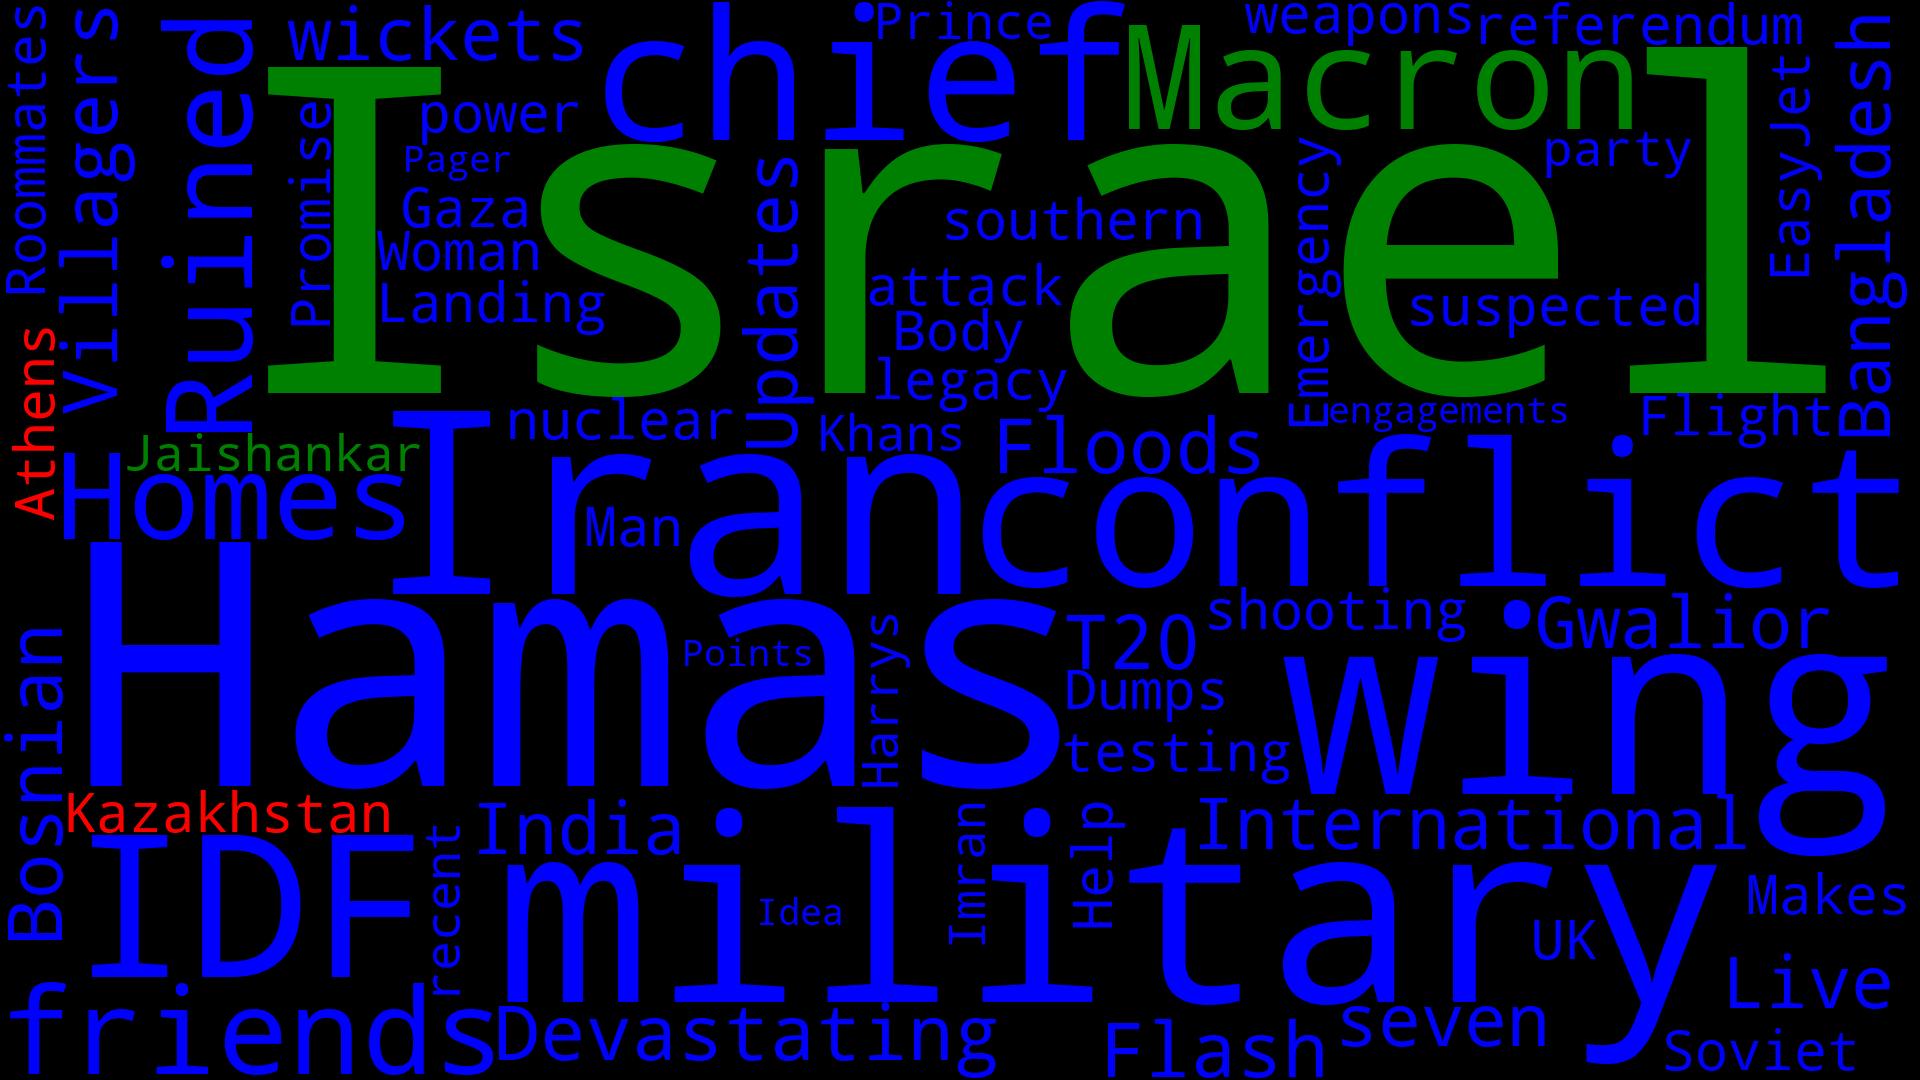 Roommates
Villagers
Ruined
wickets
chief
Prince
weapons
referendum
Macron
Israel
power
Promise
Pager
Gaza
Woman
Landing
Updates
southern
attack
Body
legacy
Emergency
party
suspected
EasyJet
Bangladesh
Athens
Jaishankar
Homes
Iran
nuclear
Khans
Floods
engagements
Flight
conflict
Man
Hamas
Points
Harrys
T20
shooting
Gwalior
Dumps
testing
wing
Bosnian
Kazakhstan
IDF
recent
India
military
Idea
Imran
Help
International
UK
Makes
Live
friends
Devastating
Flash
seven
Soviet